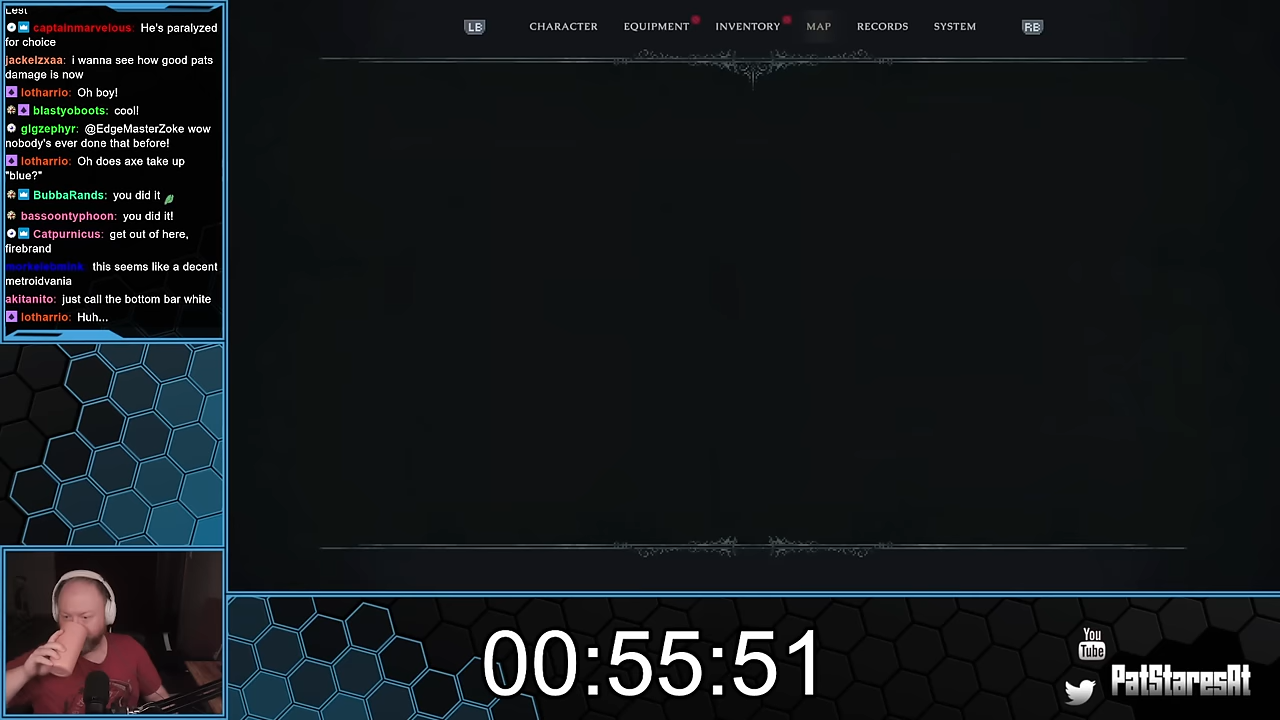 Lest
captainmarvelous: He's paralyzed
for choice
jackelzxaa: i wanna see how good pats
damage is now
lotharrio: Oh boy!
blastyoboots: cool!
glgzephyr: @EdgeMasterZoke wow
nobody's ever done that before!
lotharrio: Oh does axe take up
"blue?"
BubbaRands: you did it
bassoontyphoon: you did it!
Catpurnicus: get out of here,
firebrand
this seems like a decent
metroidvania
akitanito: just call the bottom bar white
lotharrio: Huh...
LB CHARACTER EQUIPMENT INVENTORY MAP RECORDS SYSTEM RB
00:55:51
You
Tube
PatStaresAt